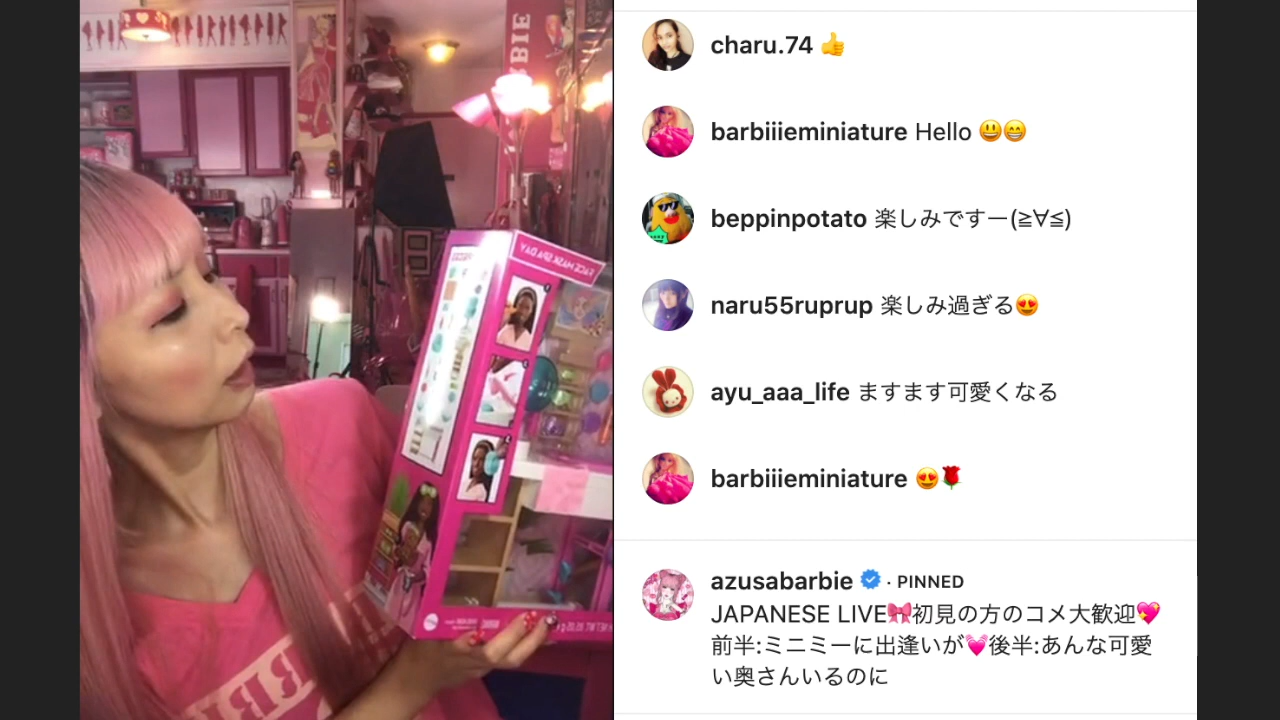 BARBIE
FACE MASK SPA DAY
charu.74 👍
barbiiieminiature Hello 😃😁
beppinpotato 楽しみですー(≧∀≦)
naru55ruprup 楽しみ過ぎる😍
ayu_aaa_life ますます可愛くなる
barbiiieminiature 😍🌹
azusabarbie · PINNED
JAPANESE LIVE🎀初見の方のコメ大歓迎💖
前半:ミニミーに出逢いが💓後半:あんな可愛
い奥さんいるのに